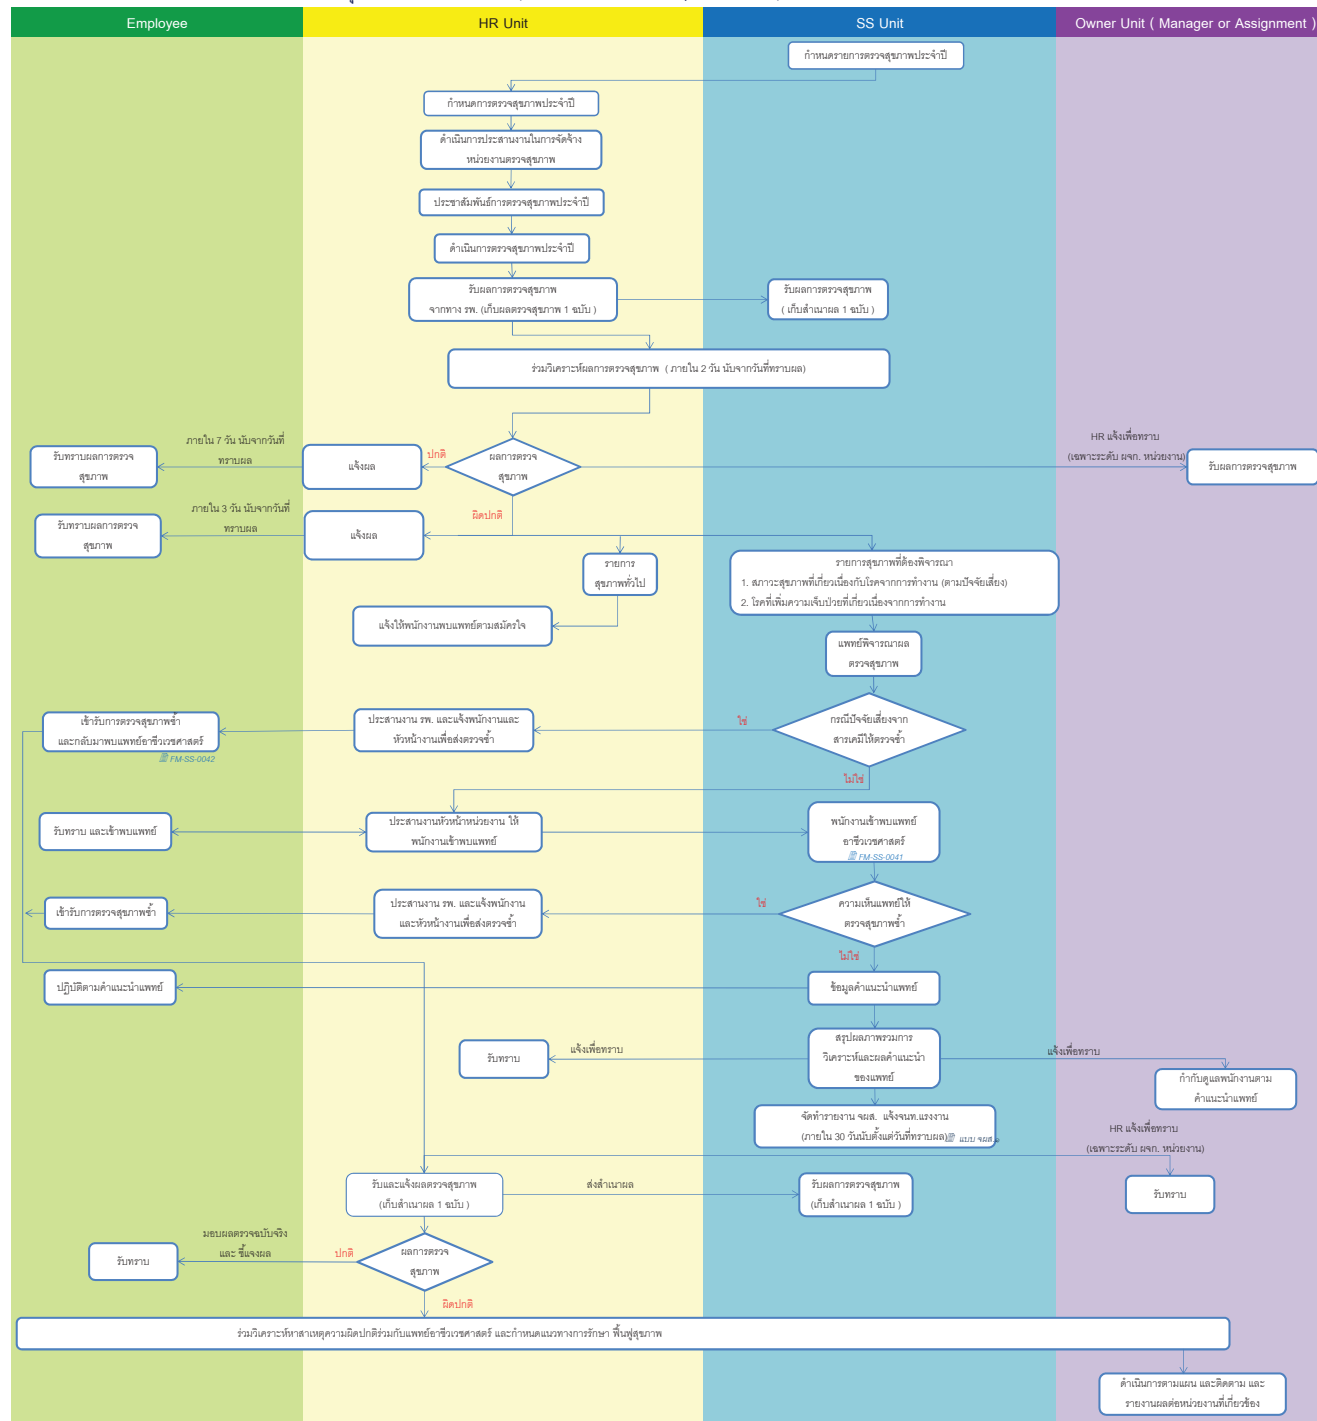 Employee
HR Unit
SS Unit
Owner Unit ( Manager or Assignment )
กำหนดรายการตรวจสุขภาพประจำปี
กำหนดการตรวจสุขภาพประจำปี
ดำเนินการประสานงานในการจัดจ้าง
หน่วยงานตรวจสุขภาพ
ประชาสัมพันธ์การตรวจสุขภาพประจำปี
ดำเนินการตรวจสุขภาพประจำปี
รับผลการตรวจสุขภาพ
จากทาง รพ. (เก็บผลตรวจสุขภาพ 1 ฉบับ )
รับผลการตรวจสุขภาพ
( เก็บสำเนาผล 1 ฉบับ )
ร่วมวิเคราะห์ผลการตรวจสุขภาพ ( ภายใน 2 วัน นับจากวันที่ทราบผล)
รับทราบผลการตรวจ
สุขภาพ
ภายใน 7 วัน นับจากวันที่
ทราบผล
แจ้งผล
ปกติ
ผลการตรวจ
สุขภาพ
HR แจ้งเพื่อทราบ
(เฉพาะระดับ ผจก. หน่วยงาน)
รับผลการตรวจสุขภาพ
ผิดปกติ
รับทราบผลการตรวจ
สุขภาพ
ภายใน 3 วัน นับจากวันที่
ทราบผล
แจ้งผล
รายการ
สุขภาพทั่วไป
รายการสุขภาพที่ต้องพิจารณา
1. สภาวะสุขภาพที่เกี่ยวเนื่องกับโรคจากการทำงาน (ตามปัจจัยเสี่ยง)
2. โรคที่เพิ่มความเจ็บป่วยที่เกี่ยวเนื่องจากการทำงาน
แจ้งให้พนักงานพบแพทย์ตามสมัครใจ
แพทย์พิจารณาผล
ตรวจสุขภาพ
เข้ารับการตรวจสุขภาพซ้ำ
และกลับมาพบแพทย์อาชีวเวชศาสตร์
FM-SS-0042
ประสานงาน รพ. และแจ้งพนักงานและ
หัวหน้างานเพื่อส่งตรวจซ้ำ
ใช่
กรณีปัจจัยเสี่ยงจาก
สารเคมีให้ตรวจซ้ำ
ไม่ใช่
รับทราบ และเข้าพบแพทย์
ประสานงานหัวหน้าหน่วยงาน ให้
พนักงานเข้าพบแพทย์
พนักงานเข้าพบแพทย์
อาชีวเวชศาสตร์
FM-SS-0041
เข้ารับการตรวจสุขภาพซ้ำ
ประสานงาน รพ. และแจ้งพนักงาน
และหัวหน้างานเพื่อส่งตรวจซ้ำ
ใช่
ความเห็นแพทย์ให้
ตรวจสุขภาพซ้ำ
ไม่ใช่
ปฏิบัติตามคำแนะนำแพทย์
ข้อมูลคำแนะนำแพทย์
รับทราบ
แจ้งเพื่อทราบ
สรุปผลภาพรวมการ
วิเคราะห์และผลคำแนะนำ
ของแพทย์
แจ้งเพื่อทราบ
กำกับดูแลพนักงานตาม
คำแนะนำแพทย์
จัดทำรายงาน จผส. แจ้งจนท.แรงงาน
(ภายใน 30 วันนับตั้งแต่วันที่ทราบผล) แบบ จผส.๑
HR แจ้งเพื่อทราบ
(เฉพาะระดับ ผจก. หน่วยงาน)
รับและแจ้งผลตรวจสุขภาพ
(เก็บสำเนาผล 1 ฉบับ )
ส่งสำเนาผล
รับผลการตรวจสุขภาพ
(เก็บสำเนาผล 1 ฉบับ )
รับทราบ
รับทราบ
มอบผลตรวจฉบับจริง
และ ชี้แจงผล
ปกติ
ผลการตรวจ
สุขภาพ
ผิดปกติ
ร่วมวิเคราะห์หาสาเหตุความผิดปกติร่วมกับแพทย์อาชีวเวชศาสตร์ และกำหนดแนวทางการรักษา ฟื้นฟูสุขภาพ
ดำเนินการตามแผน และติดตาม และ
รายงานผลต่อหน่วยงานที่เกี่ยวข้อง